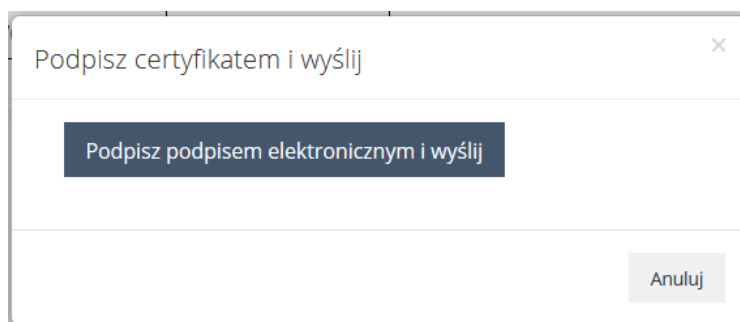 Podpisz certyfikatem i wyślij
×
Podpisz podpisem elektronicznym i wyślij
Anuluj